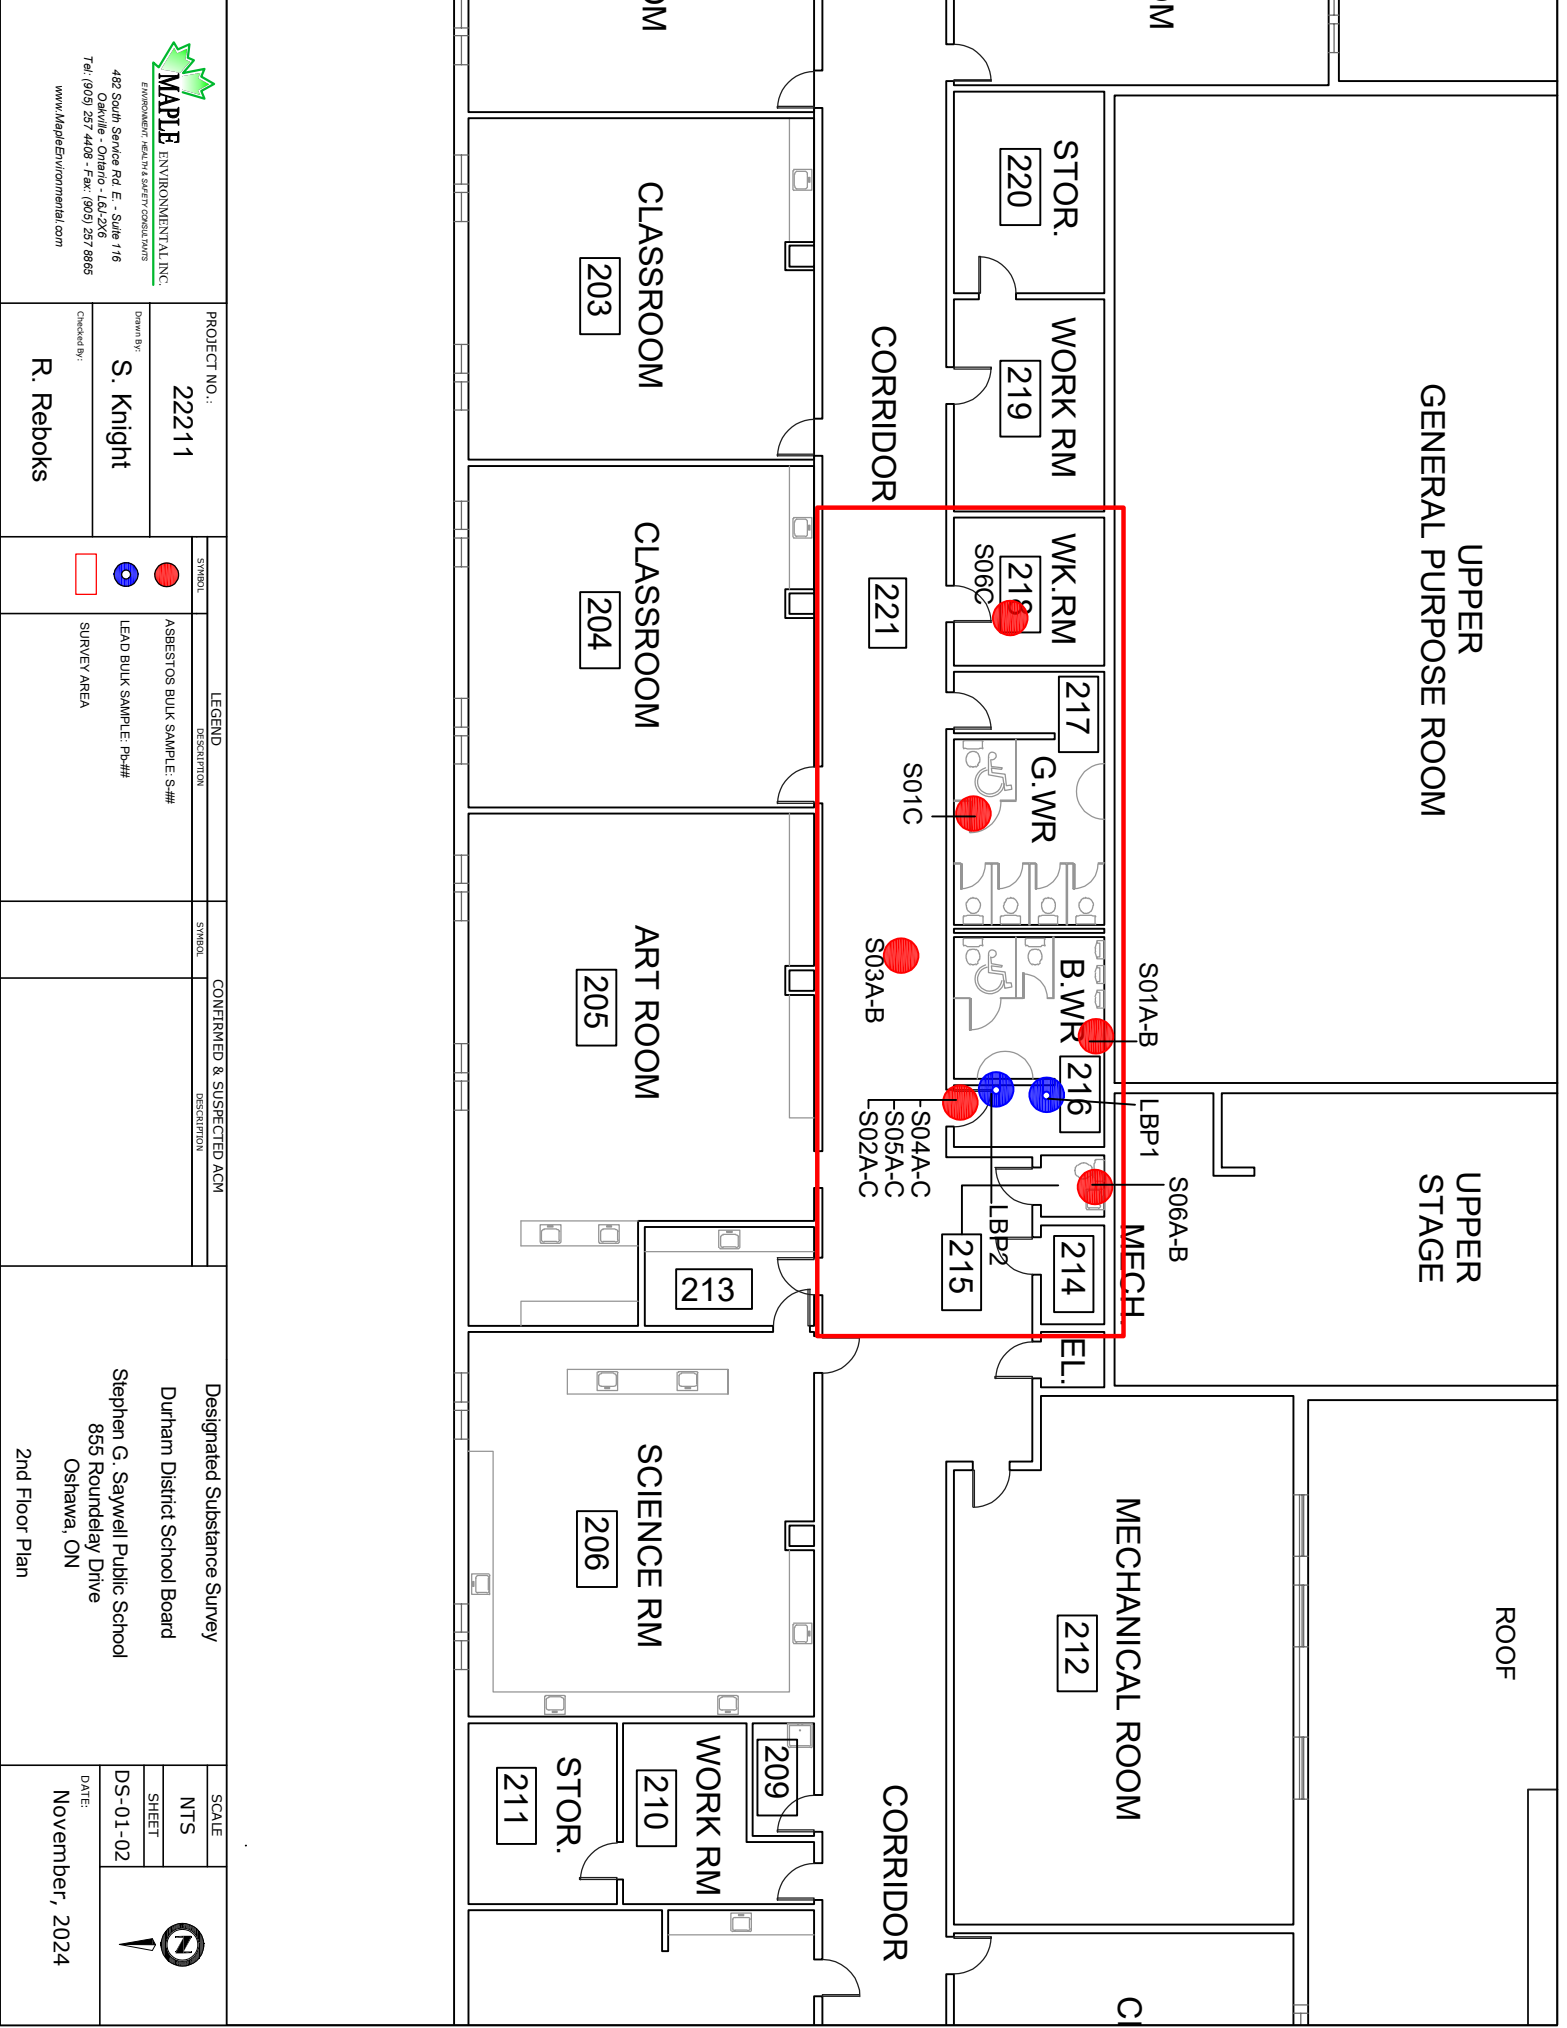 UPPER
GENERAL PURPOSE ROOM
UPPER
STAGE
ROOF
STOR.
220
WORK RM
219
WK.RM
218
S06C
217
G.WR
S01C
B.WR
216
S01A-B
LBP1
S06A-B
MECH.
214
215
LBP2
EL.
MECHANICAL ROOM
212
S04A-C
S05A-C
S02A-C
S03A-B
CORRIDOR
221
CORRIDOR
CLASSROOM
203
CLASSROOM
204
ART ROOM
205
213
SCIENCE RM
206
209
WORK RM
210
STOR.
211
MAPLE ENVIRONMENTAL INC.
ENVIRONMENT, HEALTH & SAFETY CONSULTANTS
482 South Service Rd. E. - Suite 116
Oakville - Ontario - L6J-2X6
Tel: (905) 257 4408 - Fax: (905) 257 8865
www.MapleEnvironmental.com
PROJECT NO.:
22211
Drawn By:
S. Knight
Checked By:
R. Reboks
LEGEND
SYMBOL
DESCRIPTION
ASBESTOS BULK SAMPLE: S-##
LEAD BULK SAMPLE: Pb-##
SURVEY AREA
CONFIRMED & SUSPECTED ACM
SYMBOL
DESCRIPTION
Designated Substance Survey
Durham District School Board
Stephen G. Saywell Public School
855 Roundelay Drive
Oshawa, ON
2nd Floor Plan
SCALE
NTS
SHEET
DS-01-02
DATE:
November, 2024
N